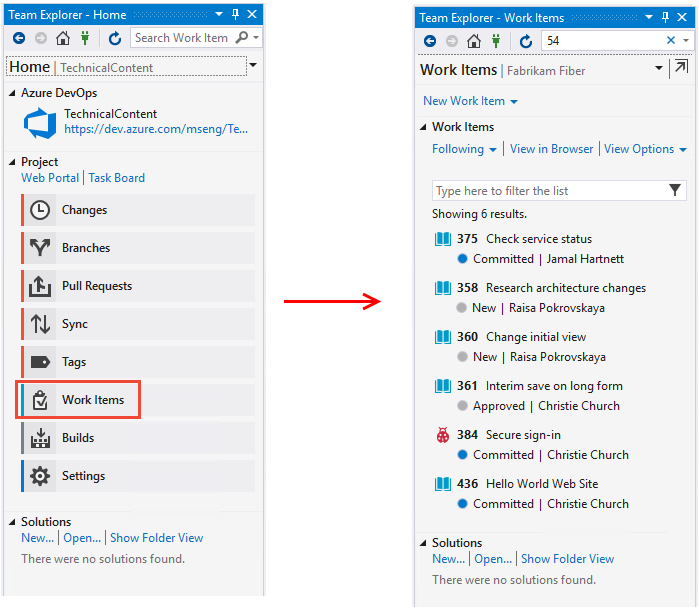 Team Explorer - Home
Search Work Item
Home | TechnicalContent
Azure DevOps
TechnicalContent
https://dev.azure.com/mseng/Te...
Project
Web Portal | Task Board
Changes
Branches
Pull Requests
Sync
Tags
Work Items
Builds
Settings
Solutions
New... | Open... | Show Folder View
There were no solutions found.
Team Explorer - Work Items
54
Work Items | Fabrikam Fiber
New Work Item
Work Items
Following | View in Browser | View Options
Type here to filter the list
Showing 6 results.
375 Check service status
Committed | Jamal Hartnett
358 Research architecture changes
New | Raisa Pokrovskaya
360 Change initial view
New | Raisa Pokrovskaya
361 Interim save on long form
Approved | Christie Church
384 Secure sign-in
Committed | Christie Church
436 Hello World Web Site
Committed | Christie Church
Solutions
New... | Open... | Show Folder View
There were no solutions found.